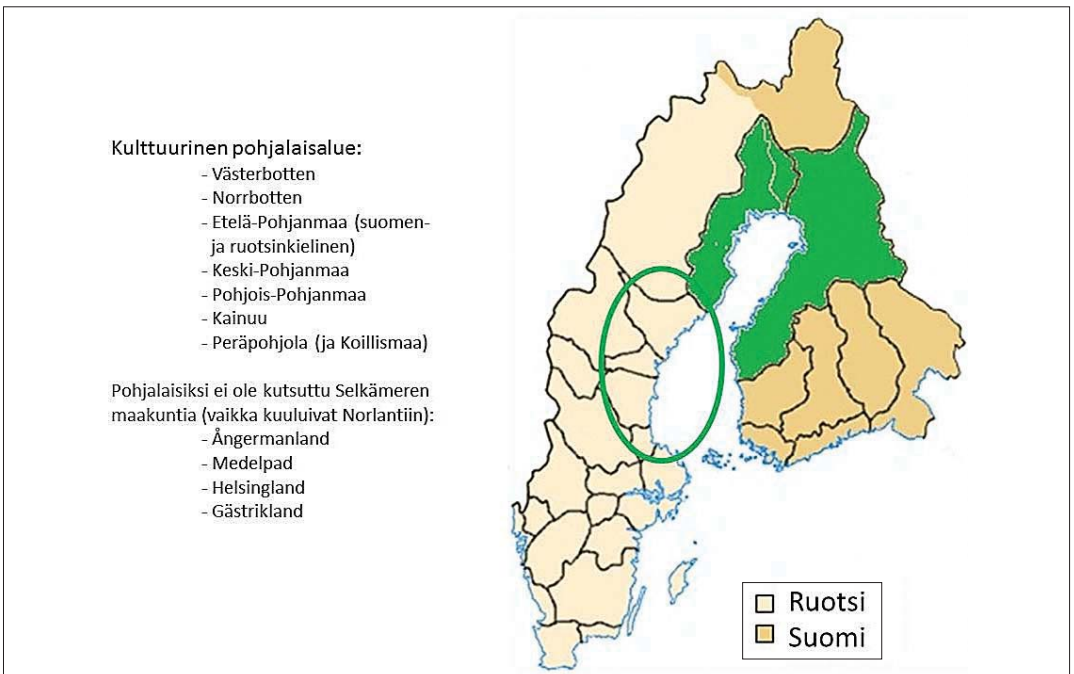 Kulttuurinen pohjalaisalue:
- Västerbotten
- Norrbotten
- Etelä-Pohjanmaa (suomen-
ja ruotsinkielinen)
- Keski-Pohjanmaa
- Pohjois-Pohjanmaa
- Kainuu
- Peräpohjola (ja Koillismaa)
Pohjalaisiksi ei ole kutsuttu Selkämeren
maakuntia (vaikka kuuluivat Norlantiin):
- Ångermanland
- Medelpad
- Helsingland
- Gästrikland
Ruotsi
Suomi